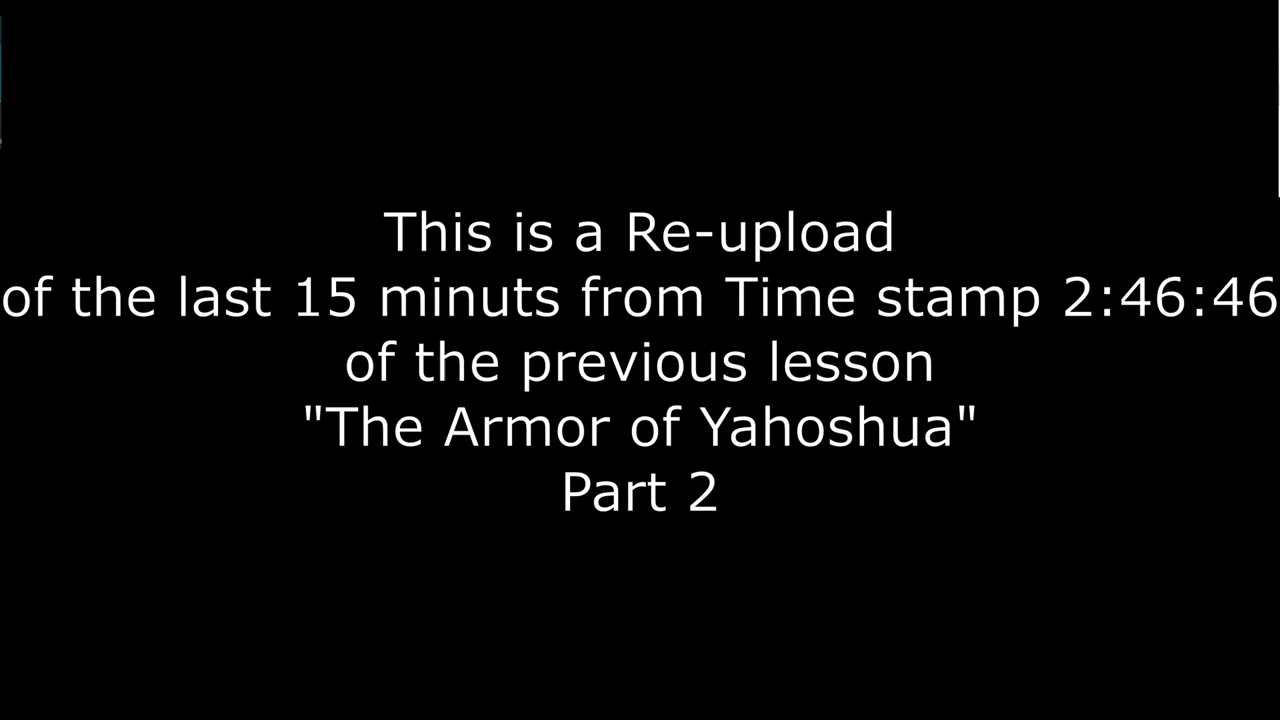 This is a Re-upload
of the last 15 minuts from Time stamp 2:46:46
of the previous lesson
"The Armor of Yahoshua"
Part 2